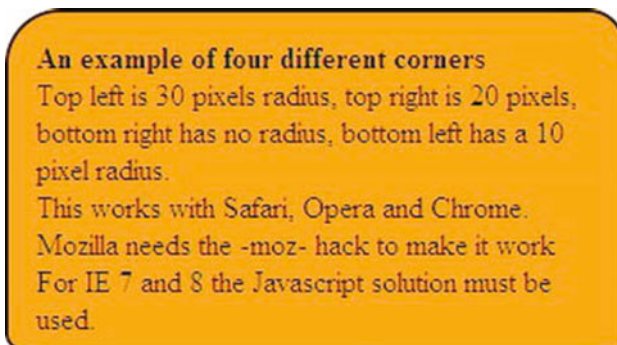 An example of four different corners
Top left is 30 pixels radius, top right is 20 pixels,
bottom right has no radius, bottom left has a 10
pixel radius.
This works with Safari, Opera and Chrome.
Mozilla needs the -moz- hack to make it work
For IE 7 and 8 the Javascript solution must be
used.